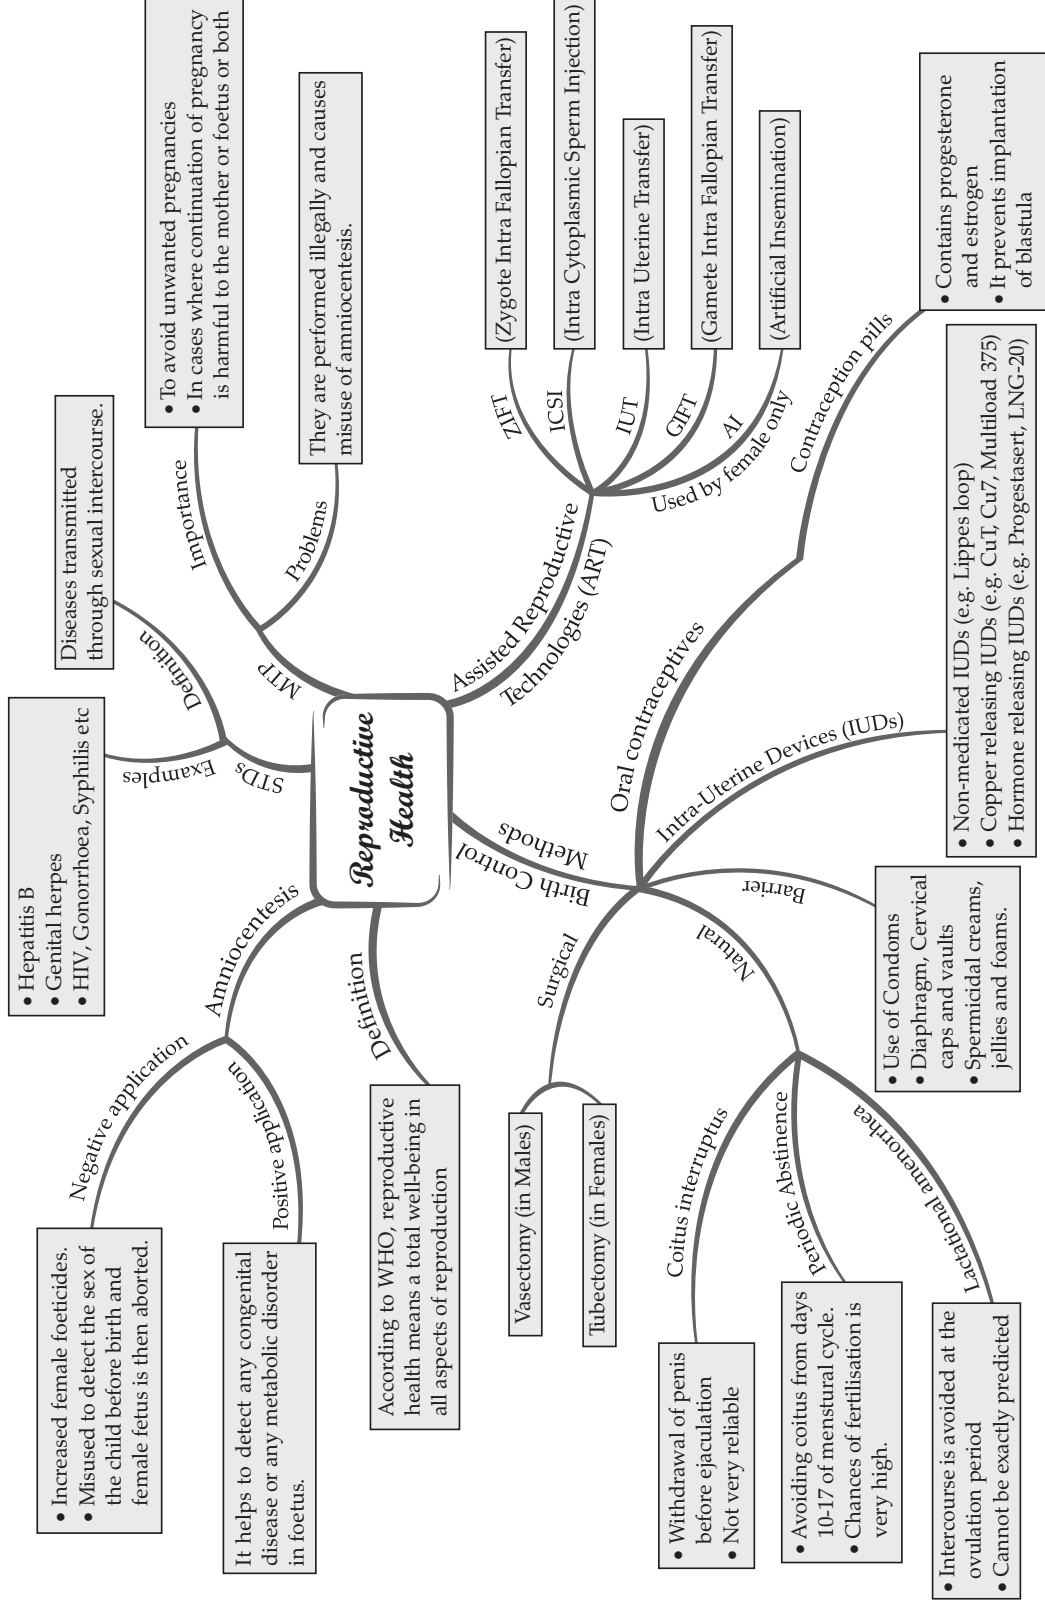 Reproductive
Health
Definition
According to WHO, reproductive
health means a total well-being in
all aspects of reproduction
Amniocentesis
Negative application
• Increased female foeticides.
• Misused to detect the sex of
the child before birth and
female fetus is then aborted.
Positive application
It helps to detect any congenital
disease or any metabolic disorder
in foetus.
STDs
Examples
• Hepatitis B
• Genital herpes
• HIV, Gonorrhoea, Syphilis etc
Definition
Diseases transmitted
through sexual intercourse.
MTP
Importance
• To avoid unwanted pregnancies
• In cases where continuation of pregnancy
is harmful to the mother or foetus or both
Problems
They are performed illegally and causes
misuse of amniocentesis.
Assisted Reproductive
Technologies (ART)
ZIFT
(Zygote Intra Fallopian Transfer)
ICSI
(Intra Cytoplasmic Sperm Injection)
IUT
(Intra Uterine Transfer)
GIFT
(Gamete Intra Fallopian Transfer)
AI
Used by female only
(Artificial Insemination)
Birth Control
Methods
Oral contraceptives
Contraception pills
• Contains progesterone
and estrogen
• It prevents implantation
of blastula
Intra-Uterine Devices (IUDs)
• Non-medicated IUDs (e.g. Lippes loop)
• Copper releasing IUDs (e.g. CuT, Cu7, Multiload 375)
• Hormone releasing IUDs (e.g. Progestasert, LNG-20)
Barrier
• Use of Condoms
• Diaphragm, Cervical
caps and vaults
• Spermicidal creams,
jellies and foams.
Natural
Coitus interruptus
• Withdrawal of penis
before ejaculation
• Not very reliable
Periodic Abstinence
• Avoiding coitus from days
10-17 of menstural cycle.
• Chances of fertilisation is
very high.
Lactational amenorrhea
• Intercourse is avoided at the
ovulation period
• Cannot be exactly predicted
Surgical
Vasectomy (in Males)
Tubectomy (in Females)